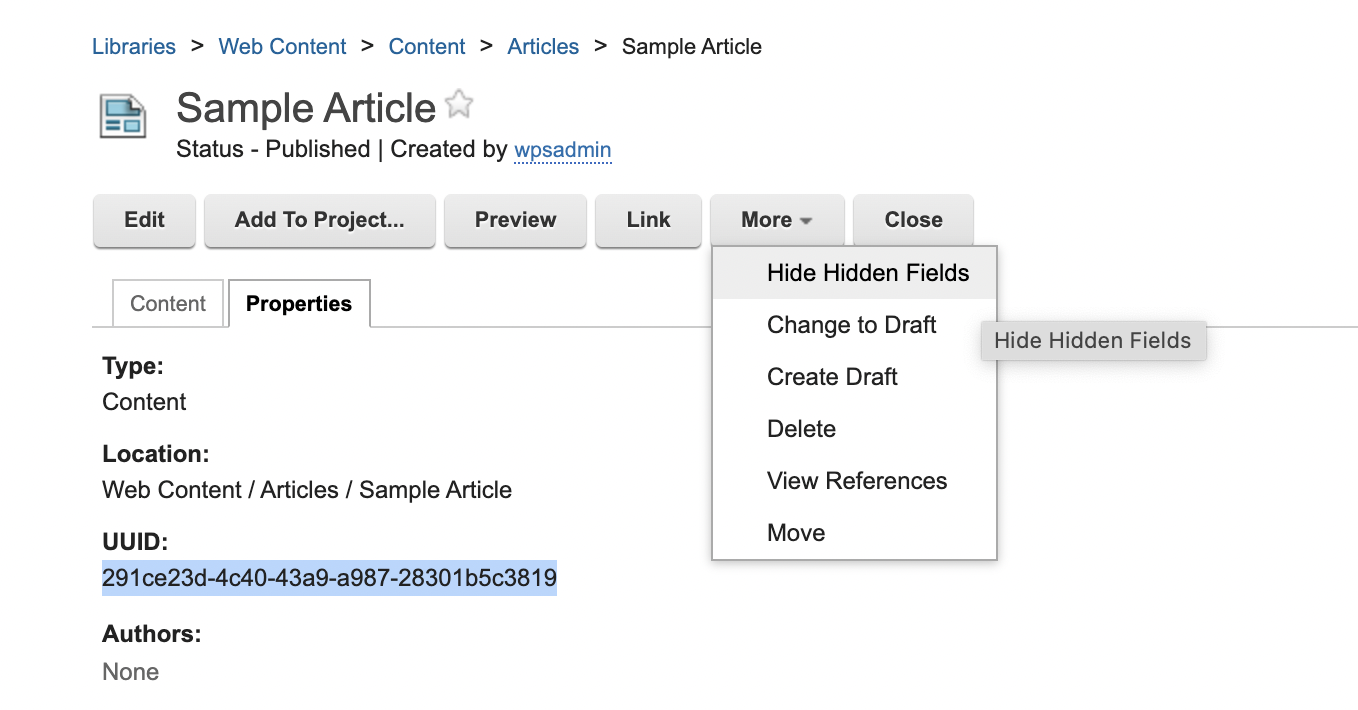 Libraries > Web Content > Content > Articles > Sample Article
Sample Article
Status - Published | Created by wpsadmin
Edit Add To Project... Preview Link More Close
Hide Hidden Fields
Change to Draft
Create Draft
Delete
View References
Move
Hide Hidden Fields
Content Properties
Type:
Content
Location:
Web Content / Articles / Sample Article
UUID:
291ce23d-4c40-43a9-a987-28301b5c3819
Authors:
None